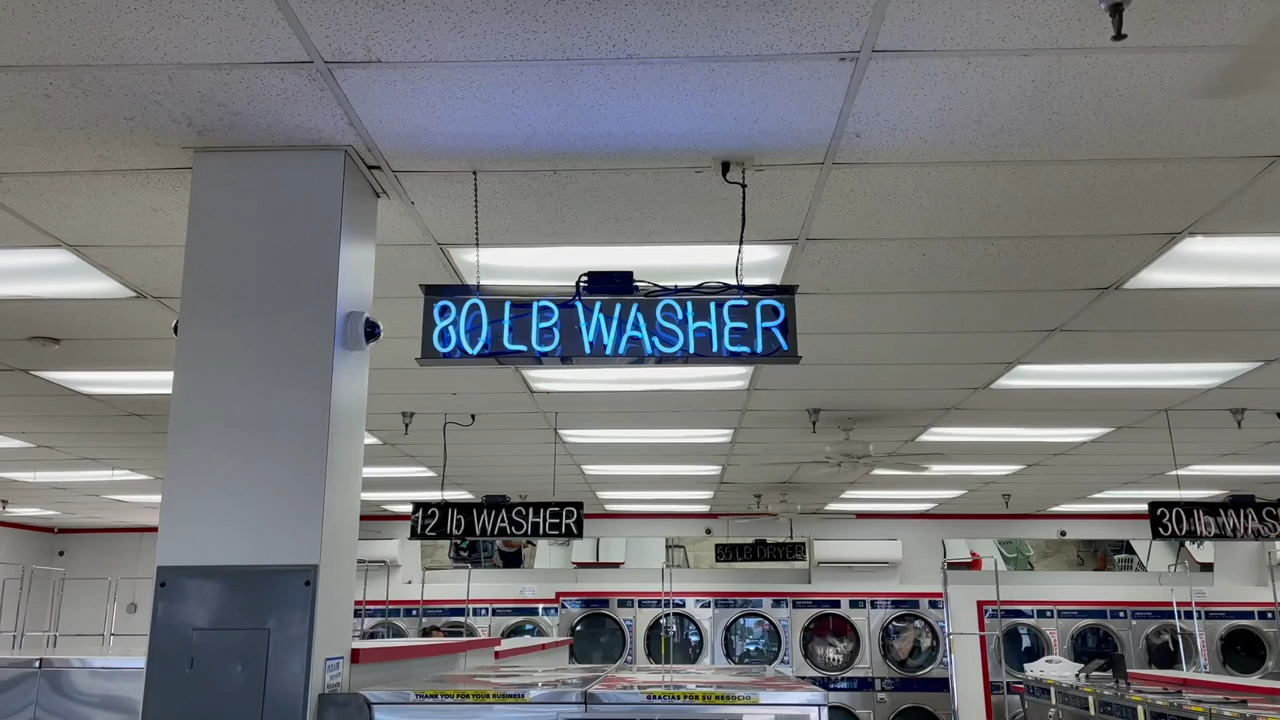 80 LB WASHER
12 lb WASHER
55 LB DRYER
30 lb WAS
THANK YOU FOR YOUR BUSINESS
GRACIAS POR SU NEGOCIO